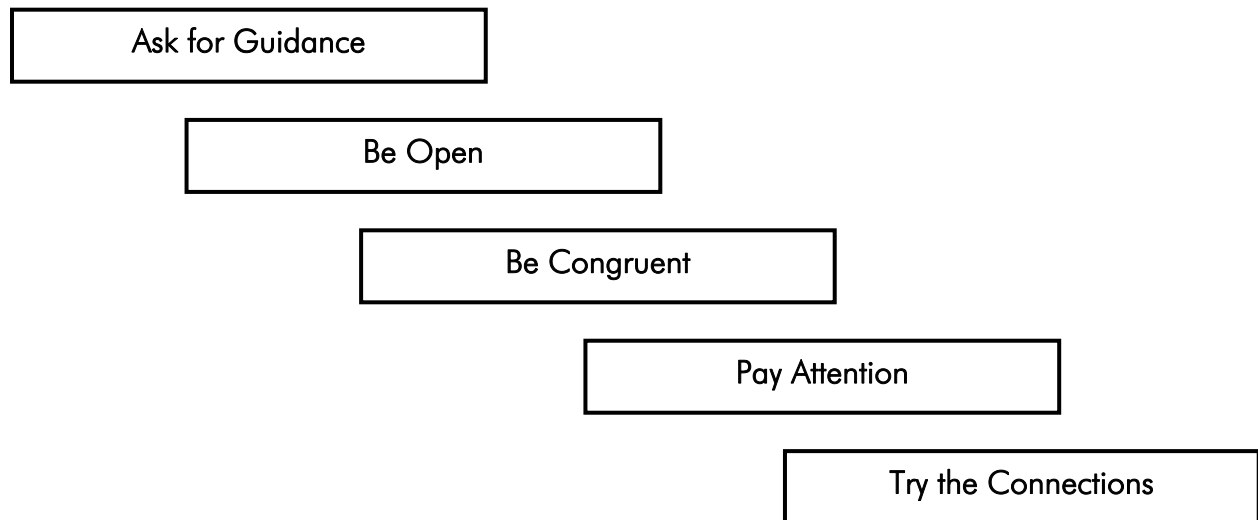 Ask for Guidance
Be Open
Be Congruent
Pay Attention
Try the Connections